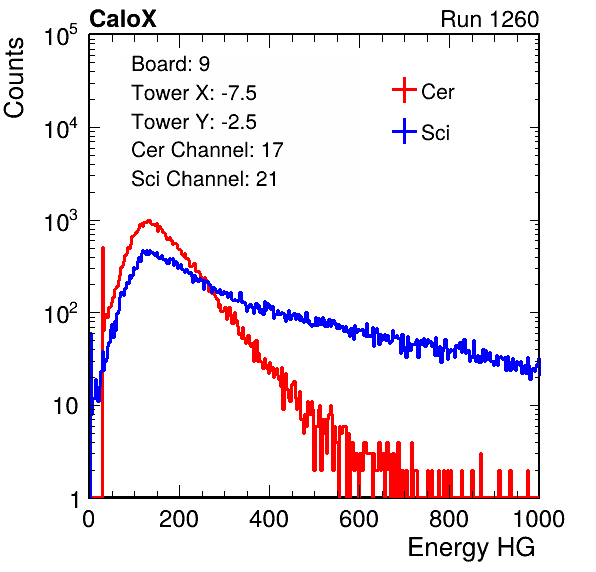 CaloX Run 1260
Counts
Board: 9
Tower X: -7.5
Tower Y: -2.5
Cer Channel: 17
Sci Channel: 21
Cer
Sci
10^5
10^4
10^3
10^2
10
1
0 200 400 600 800 1000
Energy HG